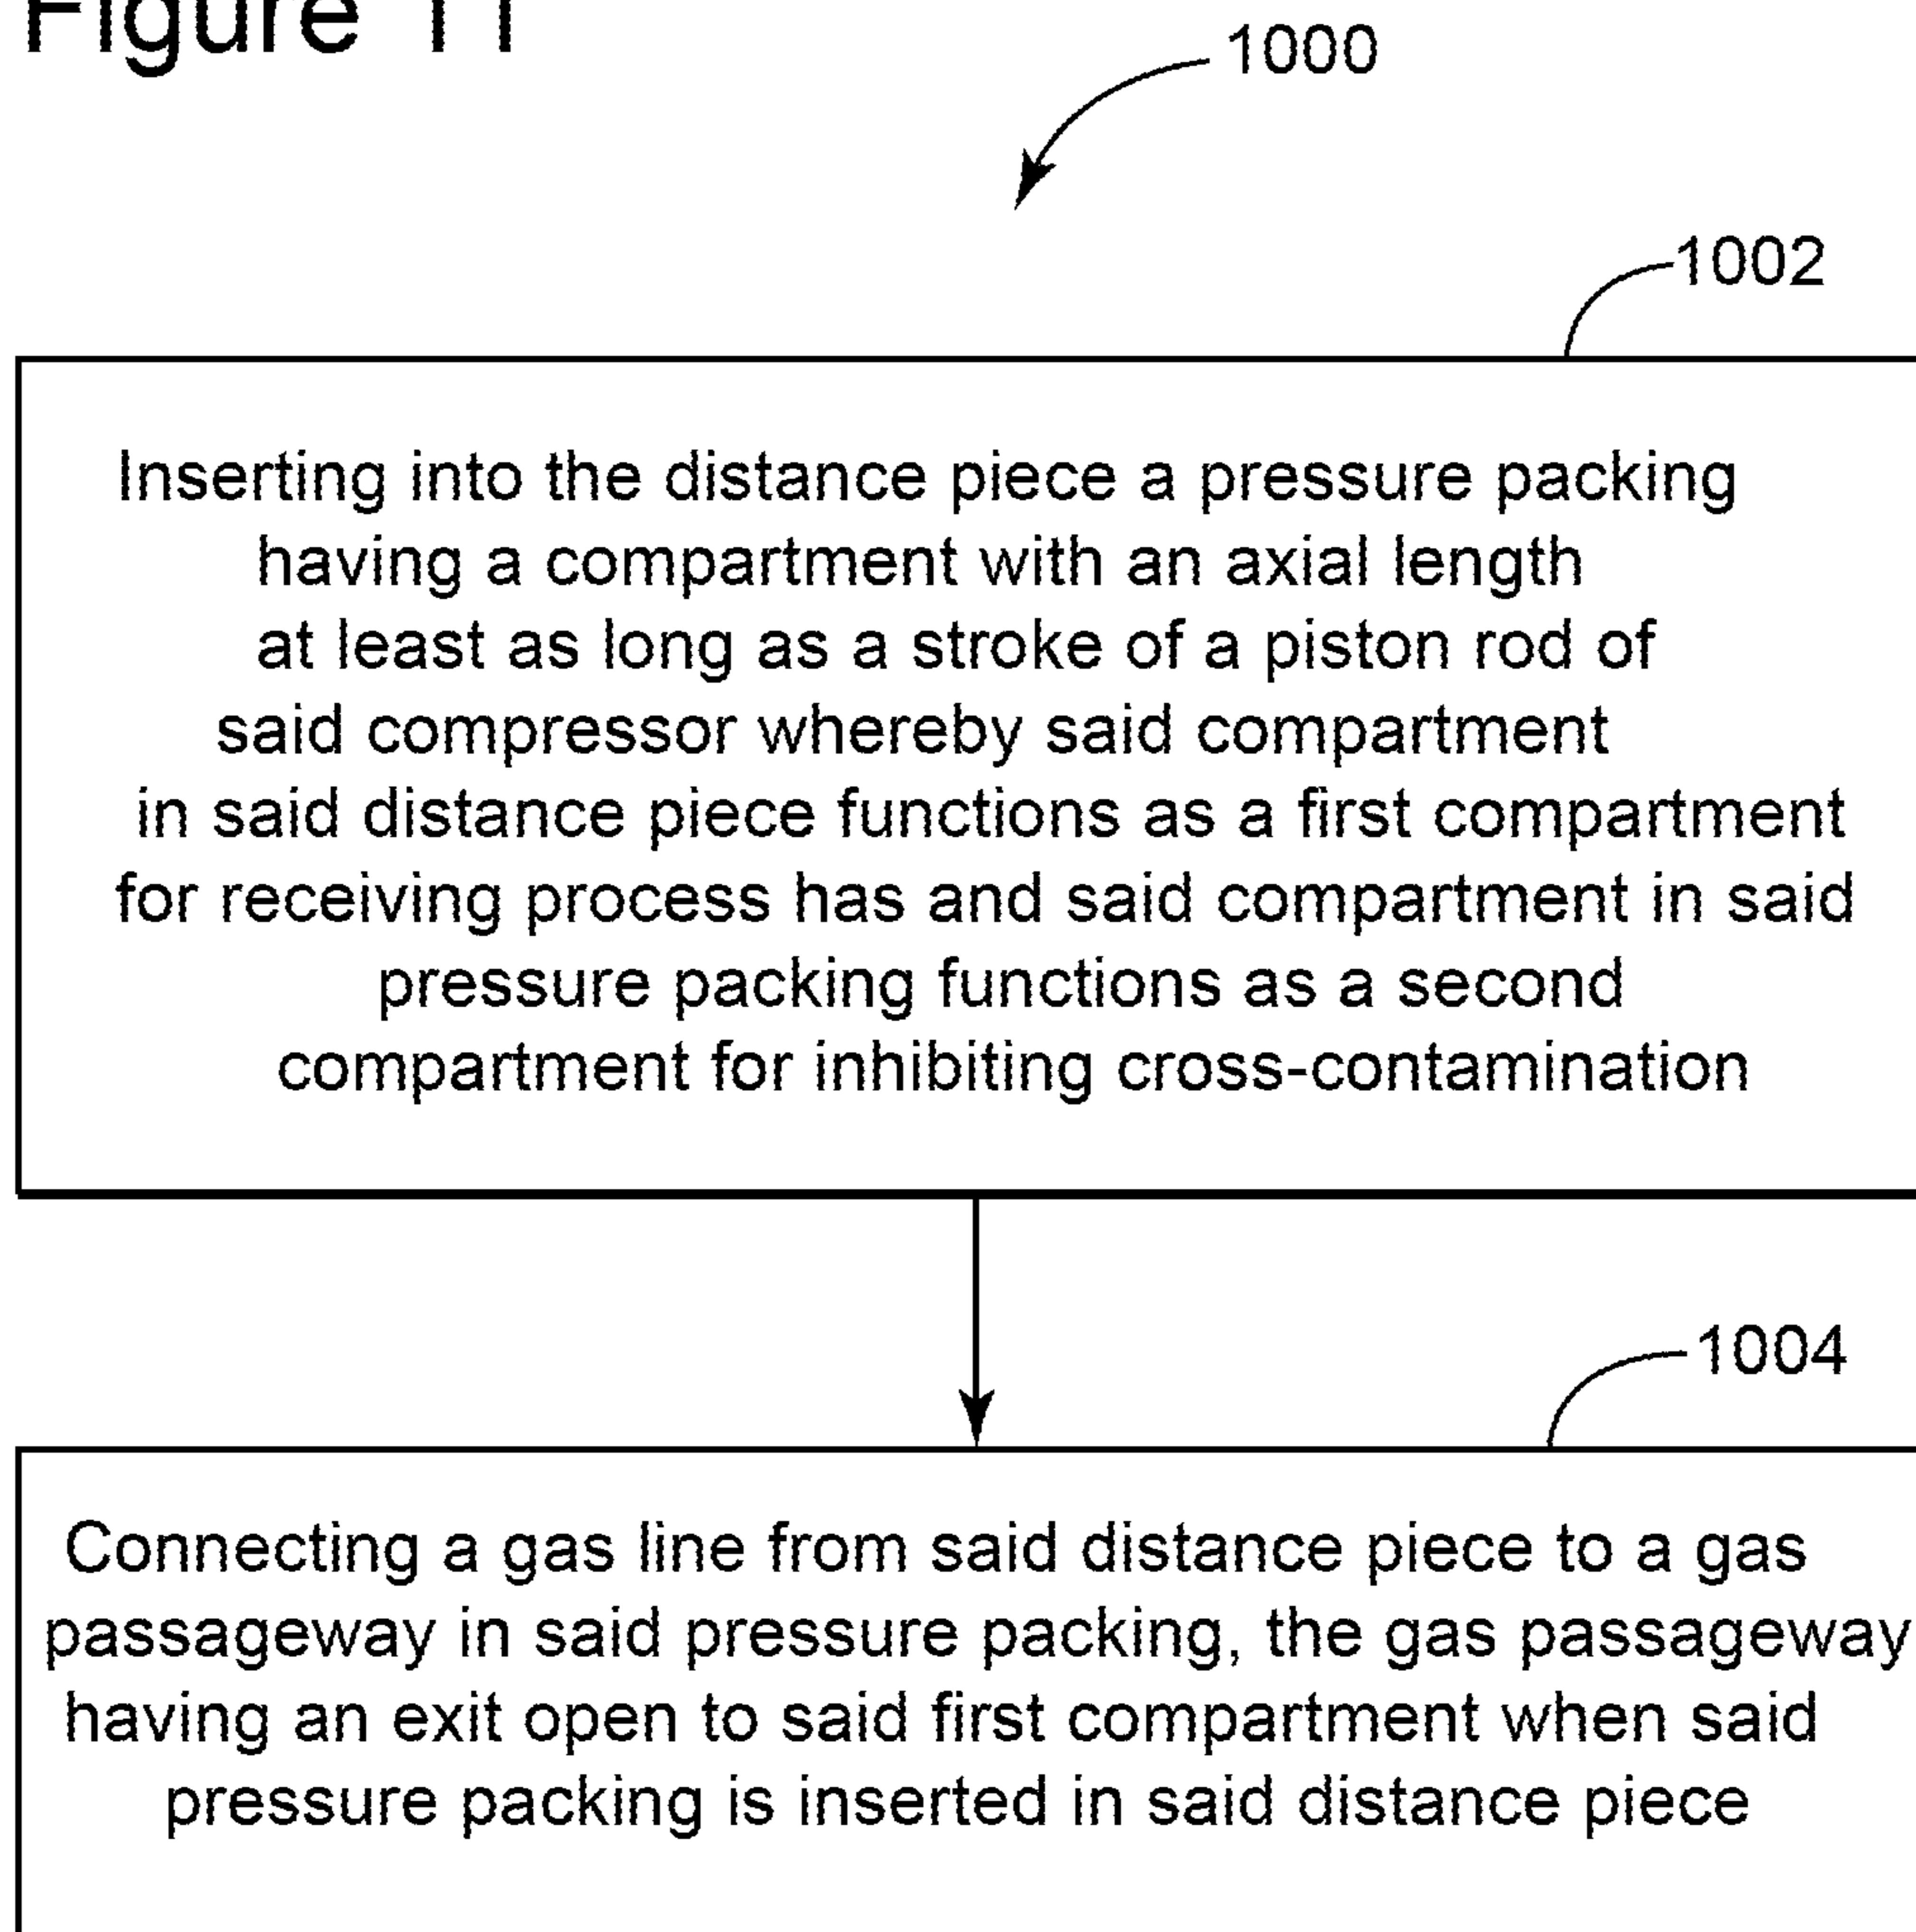 Figure 11
1000
1002
Inserting into the distance piece a pressure packing
having a compartment with an axial length
at least as long as a stroke of a piston rod of
said compressor whereby said compartment
in said distance piece functions as a first compartment
for receiving process has and said compartment in said
pressure packing functions as a second
compartment for inhibiting cross-contamination
1004
Connecting a gas line from said distance piece to a gas
passageway in said pressure packing, the gas passageway
having an exit open to said first compartment when said
pressure packing is inserted in said distance piece